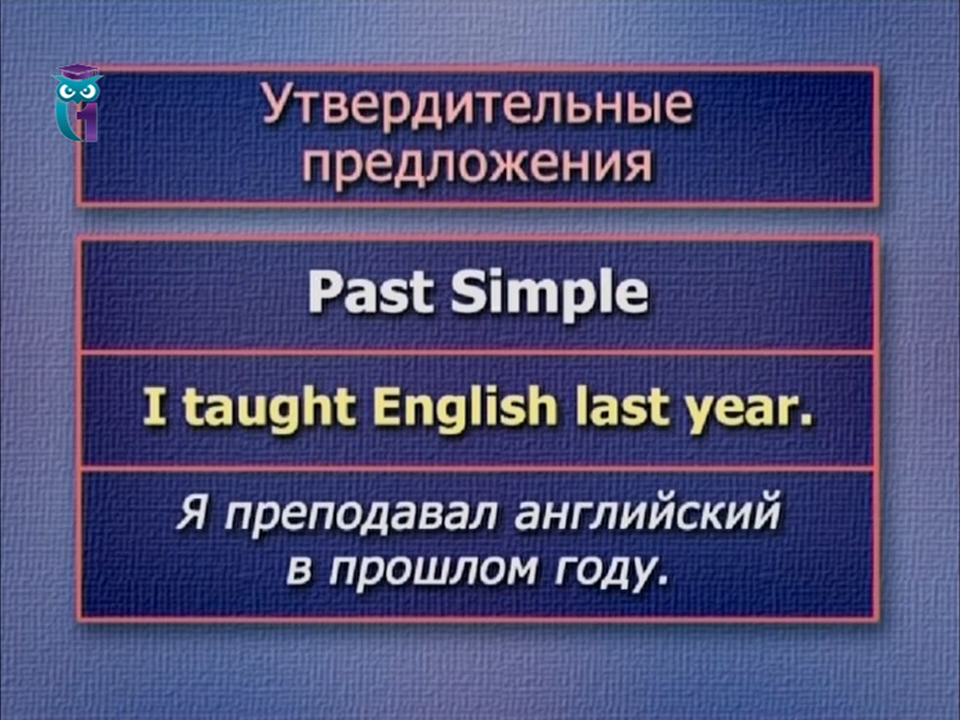 Утвердительные
предложения
Past Simple
I taught English last year.
Я преподавал английский
в прошлом году.